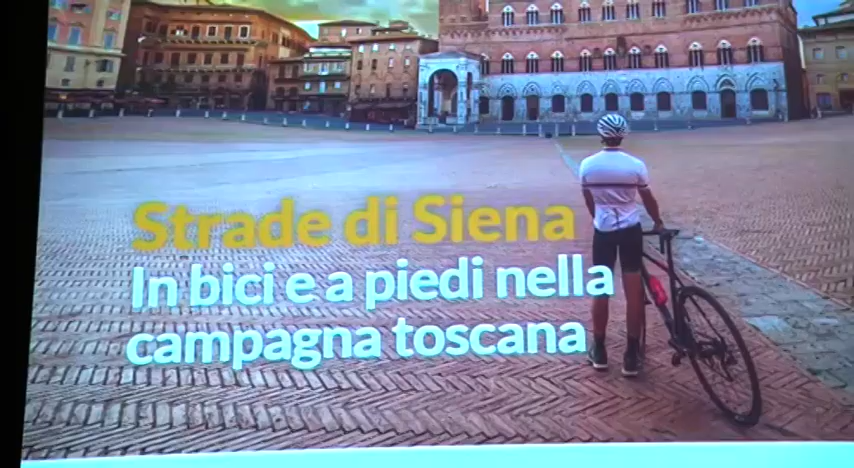 Strade di Siena
In bici e a piedi nella
campagna toscana